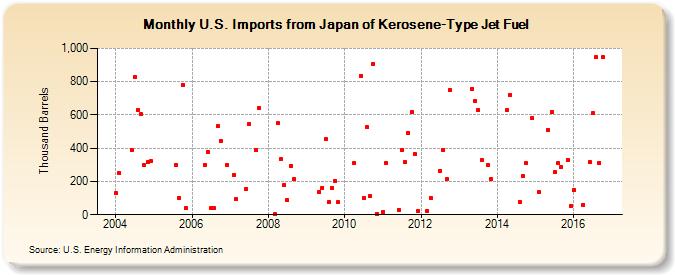 Monthly U.S. Imports from Japan of Kerosene-Type Jet Fuel
Thousand Barrels
1,000
800
600
400
200
0
2004 2006 2008 2010 2012 2014 2016
Source: U.S. Energy Information Administration